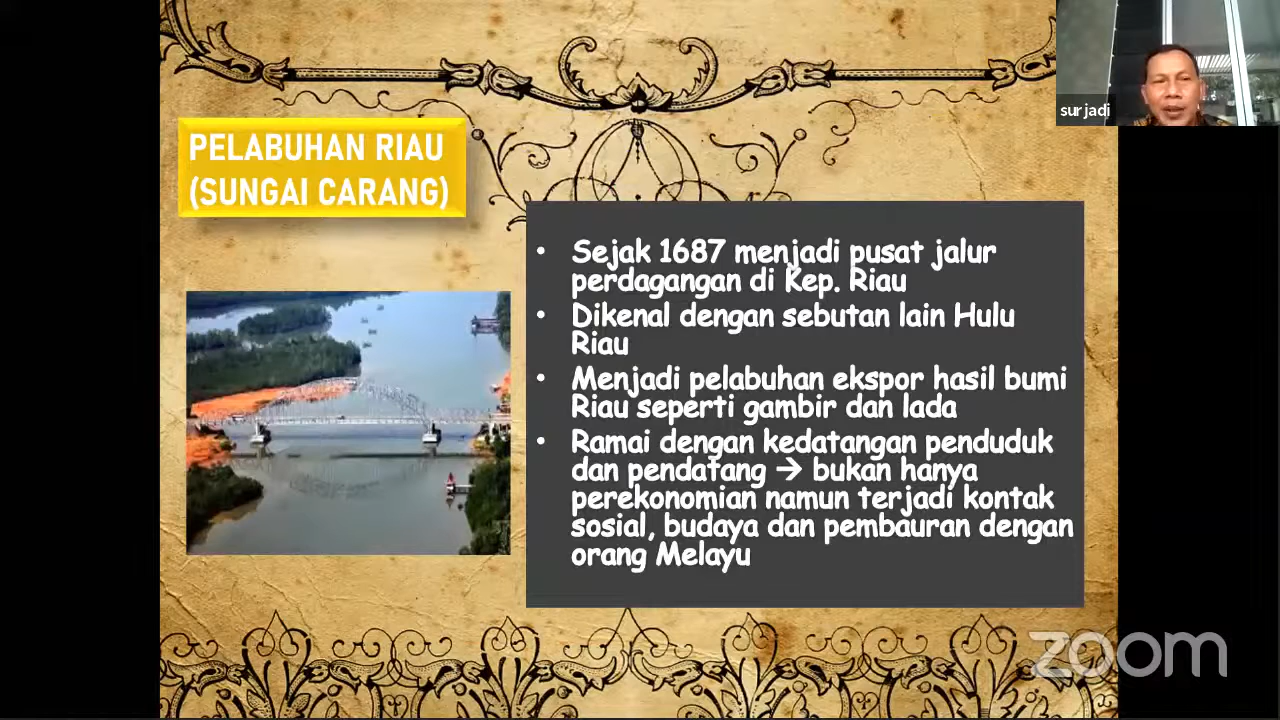 PELABUHAN RIAU
(SUNGAI CARANG)
surjadi
• Sejak 1687 menjadi pusat jalur
perdagangan di Kep. Riau
• Dikenal dengan sebutan lain Hulu
Riau
• Menjadi pelabuhan ekspor hasil bumi
Riau seperti gambir dan lada
• Ramai dengan kedatangan penduduk
dan pendatang → bukan hanya
perekonomian namun terjadi kontak
sosial, budaya dan pembauran dengan
orang Melayu
zoom